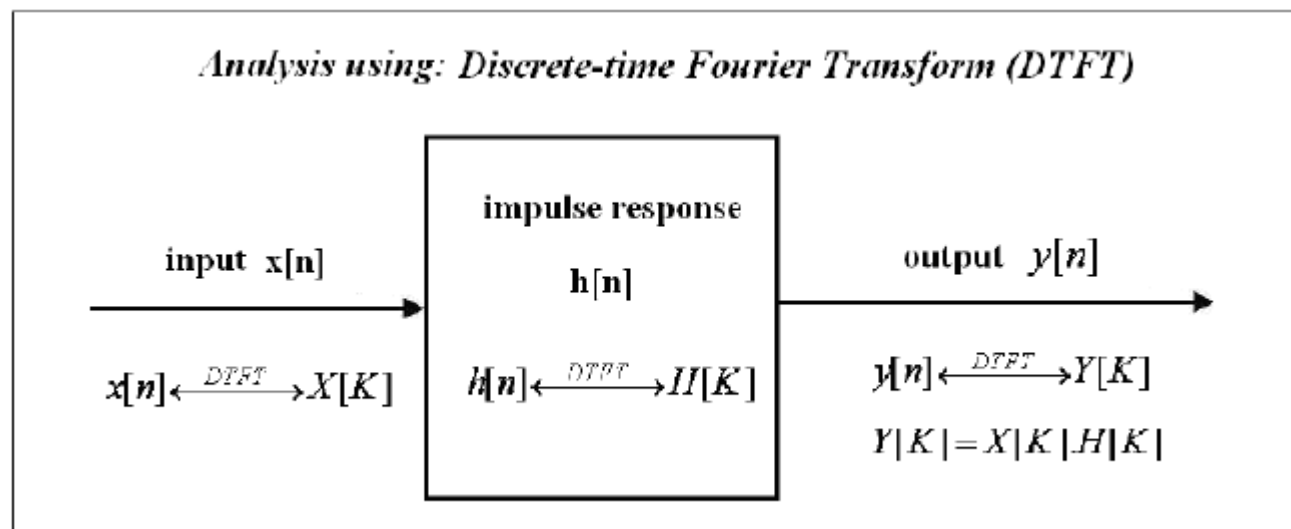 Analysis using: Discrete-time Fourier Transform (DTFT)
impulse response
input x[n]
h[n]
output y[n]
x[n] ⟷DTFT X[K]
h[n] ⟷DTFT H[K]
y[n] ⟷DTFT Y[K]
Y[K]=X[K].H[K]